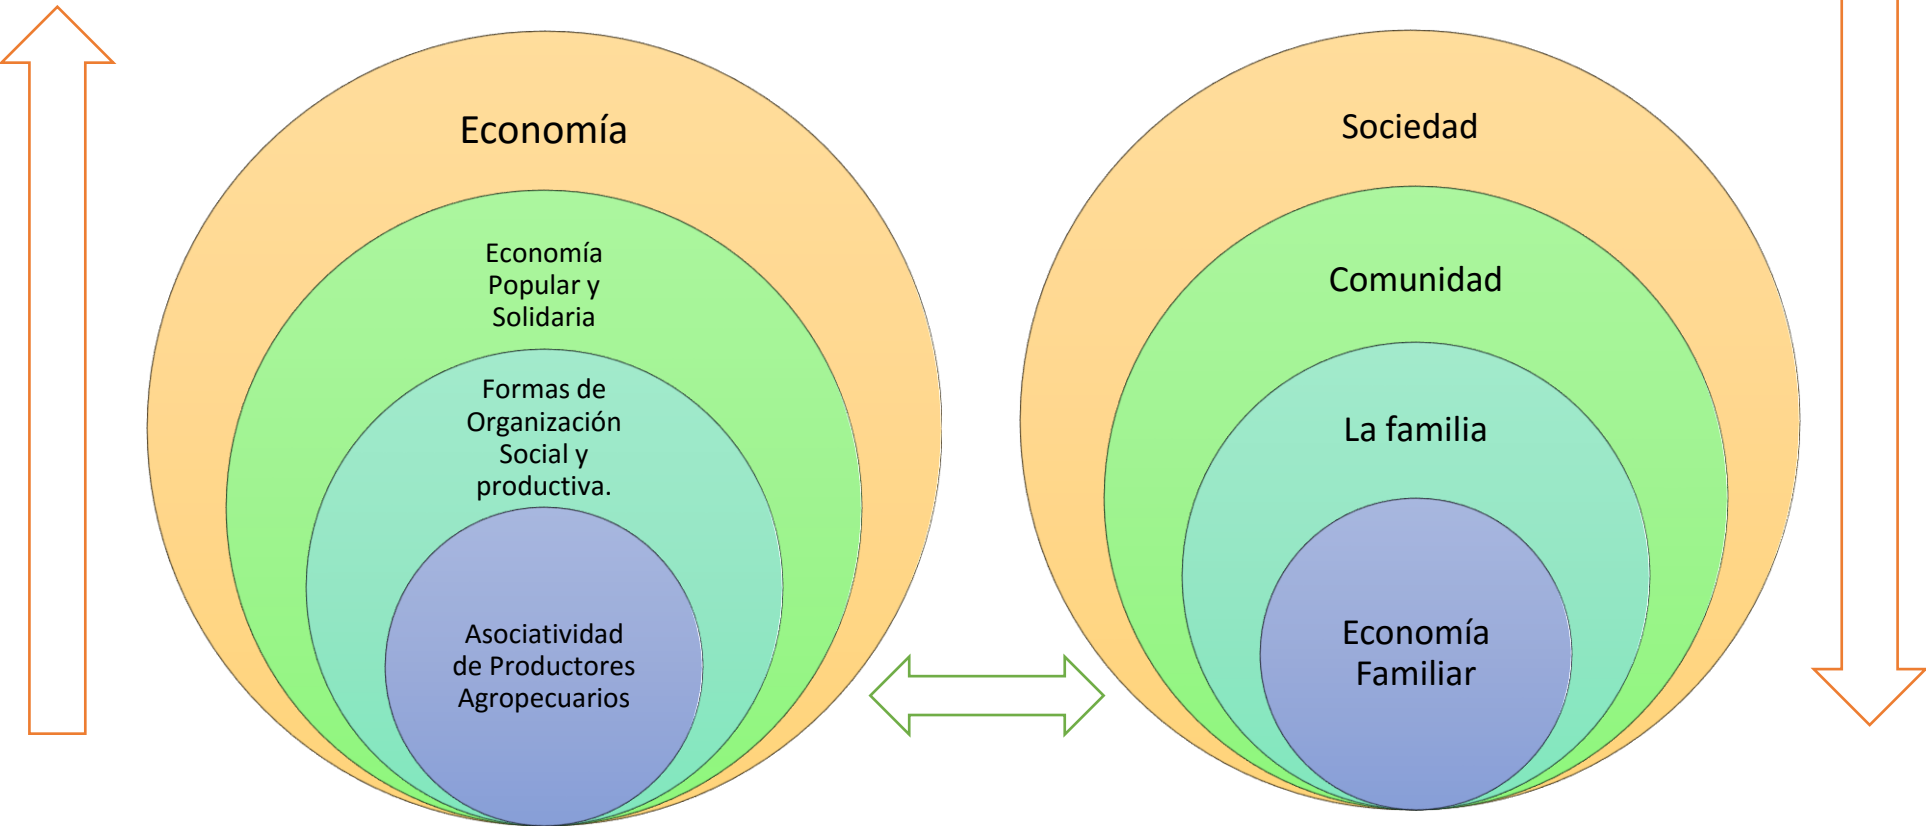 Economía
Economía
Popular y
Solidaria
Formas de
Organización
Social y
productiva.
Asociatividad
de Productores
Agropecuarios
Sociedad
Comunidad
La familia
Economía
Familiar